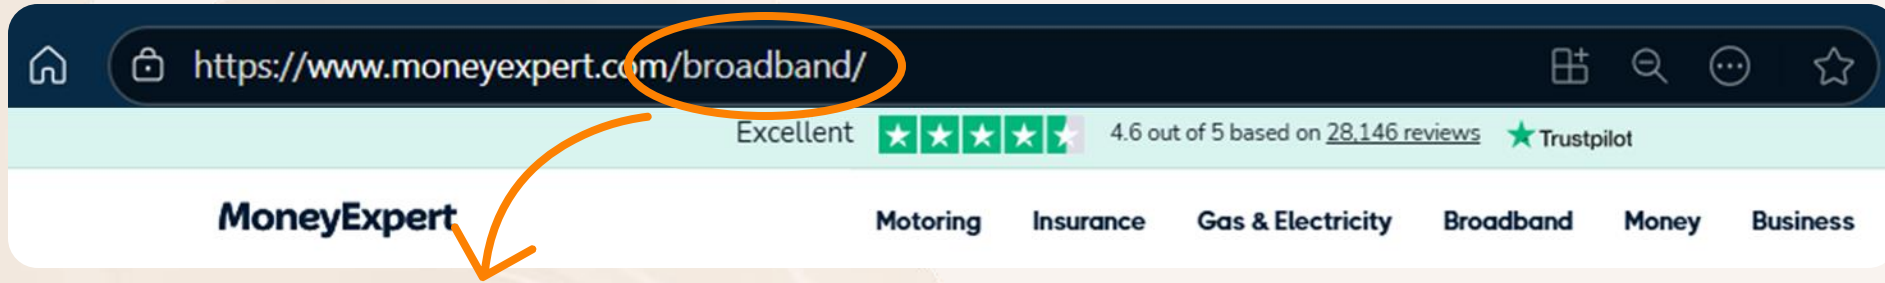 https://www.moneyexpert.com/broadband/
Excellent 4.6 out of 5 based on 28,146 reviews Trustpilot
MoneyExpert Motoring Insurance Gas & Electricity Broadband Money Business